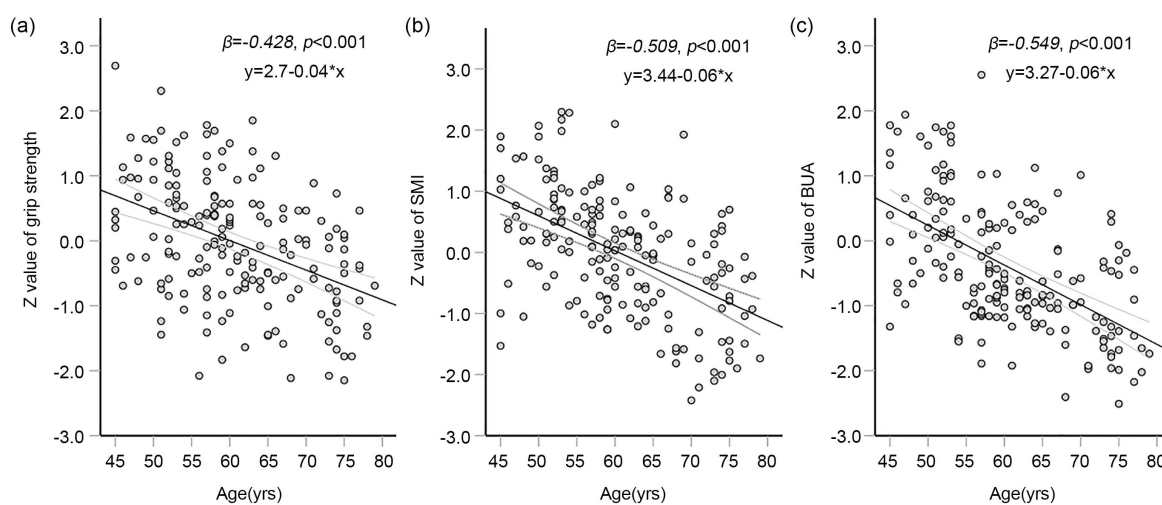 (a)
β=-0.428, p<0.001
y=2.7-0.04*x
Z value of grip strength
3.0
2.0
1.0
0.0
-1.0
-2.0
-3.0
45 50 55 60 65 70 75 80
Age(yrs)
(b)
β=-0.509, p<0.001
y=3.44-0.06*x
Z value of SMI
3.0
2.0
1.0
0.0
-1.0
-2.0
-3.0
45 50 55 60 65 70 75 80
Age(yrs)
(c)
β=-0.549, p<0.001
y=3.27-0.06*x
Z value of BUA
3.0
2.0
1.0
0.0
-1.0
-2.0
-3.0
45 50 55 60 65 70 75 80
Age(yrs)